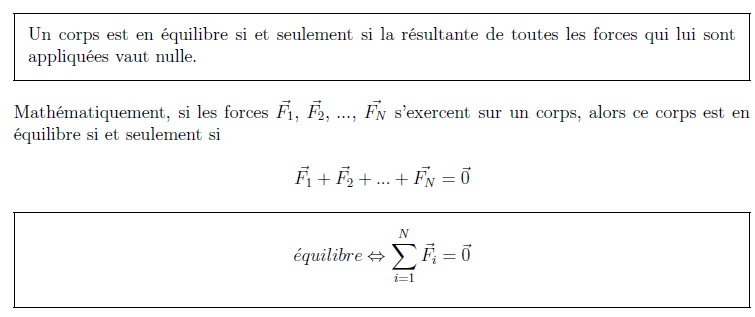 Un corps est en équilibre si et seulement si la résultante de toutes les forces qui lui sont
appliquées vaut nulle.
Mathématiquement, si les forces $\vec{F_1}$, $\vec{F_2}$, ..., $\vec{F_N}$ s'exercent sur un corps, alors ce corps est en
équilibre si et seulement si
$\vec{F_1} + \vec{F_2} + ... + \vec{F_N} = \vec{0}$
$équilibre \Leftrightarrow \sum_{i=1}^{N} \vec{F_i} = \vec{0}$